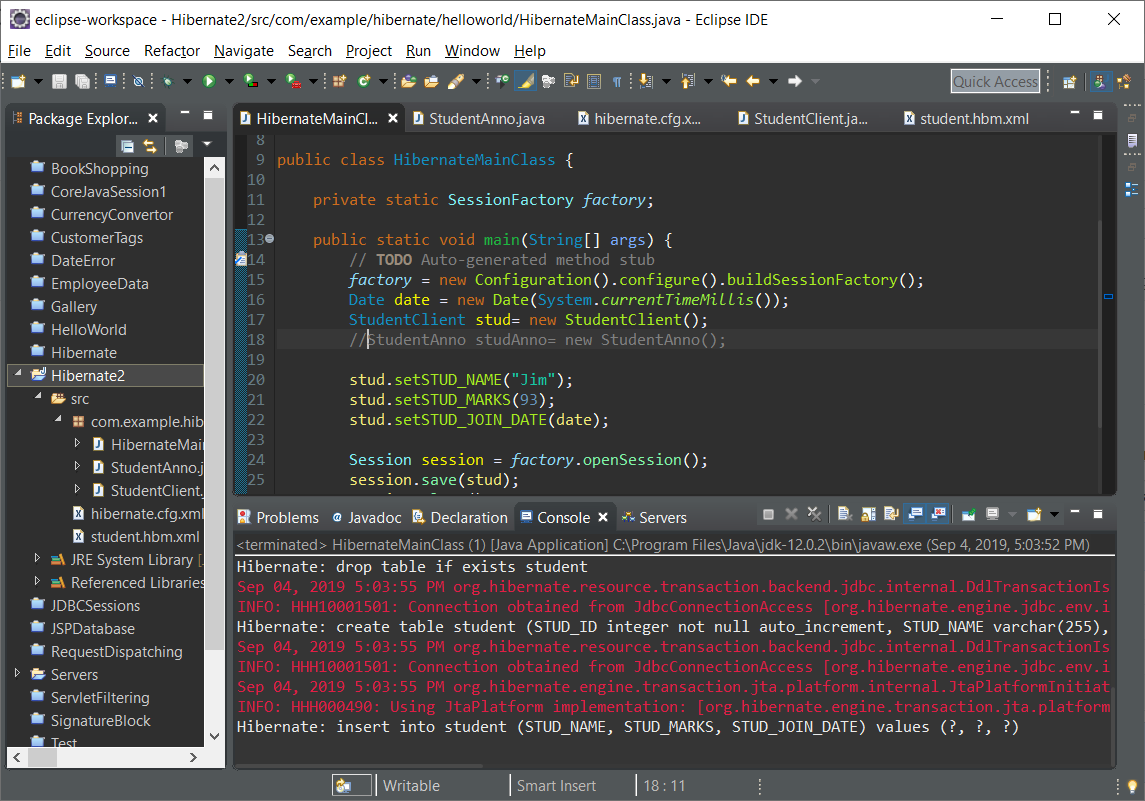 eclipse-workspace - Hibernate2/src/com/example/hibernate/helloworld/HibernateMainClass.java - Eclipse IDE
File Edit Source Refactor Navigate Search Project Run Window Help
Quick Access
Package Explor...
BookShopping
CoreJavaSession1
CurrencyConvertor
CustomerTags
DateError
EmployeeData
Gallery
HelloWorld
Hibernate
Hibernate2
src
com.example.hib
HibernateMai
StudentAnno.j
StudentClient.
hibernate.cfg.xml
student.hbm.xml
JRE System Library [
Referenced Libraries
JDBCSessions
JSPDatabase
RequestDispatching
Servers
ServletFiltering
SignatureBlock
Test
HibernateMainCl... StudentAnno.java hibernate.cfg.x... StudentClient.ja... student.hbm.xml
8
9 public class HibernateMainClass {
10
11 private static SessionFactory factory;
12
13 public static void main(String[] args) {
14 // TODO Auto-generated method stub
15 factory = new Configuration().configure().buildSessionFactory();
16 Date date = new Date(System.currentTimeMillis());
17 StudentClient stud= new StudentClient();
18 //StudentAnno studAnno= new StudentAnno();
19
20 stud.setSTUD_NAME("Jim");
21 stud.setSTUD_MARKS(93);
22 stud.setSTUD_JOIN_DATE(date);
23
24 Session session = factory.openSession();
25 session.save(stud);
Problems Javadoc Declaration Console Servers
<terminated> HibernateMainClass (1) [Java Application] C:\Program Files\Java\jdk-12.0.2\bin\javaw.exe (Sep 4, 2019, 5:03:52 PM)
Hibernate: drop table if exists student
Sep 04, 2019 5:03:55 PM org.hibernate.resource.transaction.backend.jdbc.internal.DdlTransactionIs
INFO: HHH10001501: Connection obtained from JdbcConnectionAccess [org.hibernate.engine.jdbc.env.i
Hibernate: create table student (STUD_ID integer not null auto_increment, STUD_NAME varchar(255),
Sep 04, 2019 5:03:55 PM org.hibernate.resource.transaction.backend.jdbc.internal.DdlTransactionIs
INFO: HHH10001501: Connection obtained from JdbcConnectionAccess [org.hibernate.engine.jdbc.env.i
Sep 04, 2019 5:03:55 PM org.hibernate.engine.transaction.jta.platform.internal.JtaPlatformInitiat
INFO: HHH000490: Using JtaPlatform implementation: [org.hibernate.engine.transaction.jta.platform
Hibernate: insert into student (STUD_NAME, STUD_MARKS, STUD_JOIN_DATE) values (?, ?, ?)
Writable Smart Insert 18 : 11